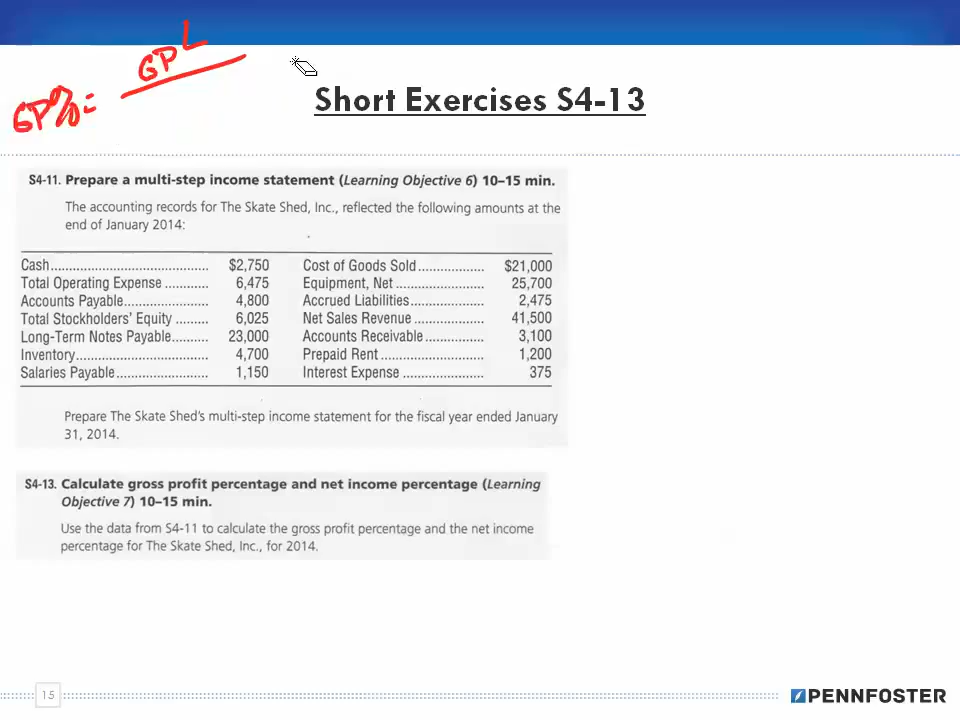 GP%=
GP
Short Exercises S4-13
S4-11. Prepare a multi-step income statement (Learning Objective 6) 10–15 min.
The accounting records for The Skate Shed, Inc., reflected the following amounts at the
end of January 2014:
Cash.......................................... $2,750 Cost of Goods Sold.................. $21,000
Total Operating Expense ............ 6,475 Equipment, Net ........................ 25,700
Accounts Payable....................... 4,800 Accrued Liabilities.................... 2,475
Total Stockholders' Equity ......... 6,025 Net Sales Revenue ................... 41,500
Long-Term Notes Payable.......... 23,000 Accounts Receivable................ 3,100
Inventory................................... 4,700 Prepaid Rent ............................ 1,200
Salaries Payable......................... 1,150 Interest Expense ...................... 375
Prepare The Skate Shed's multi-step income statement for the fiscal year ended January
31, 2014.
S4-13. Calculate gross profit percentage and net income percentage (Learning
Objective 7) 10–15 min.
Use the data from S4-11 to calculate the gross profit percentage and the net income
percentage for The Skate Shed, Inc., for 2014.
15
PENNFOSTER